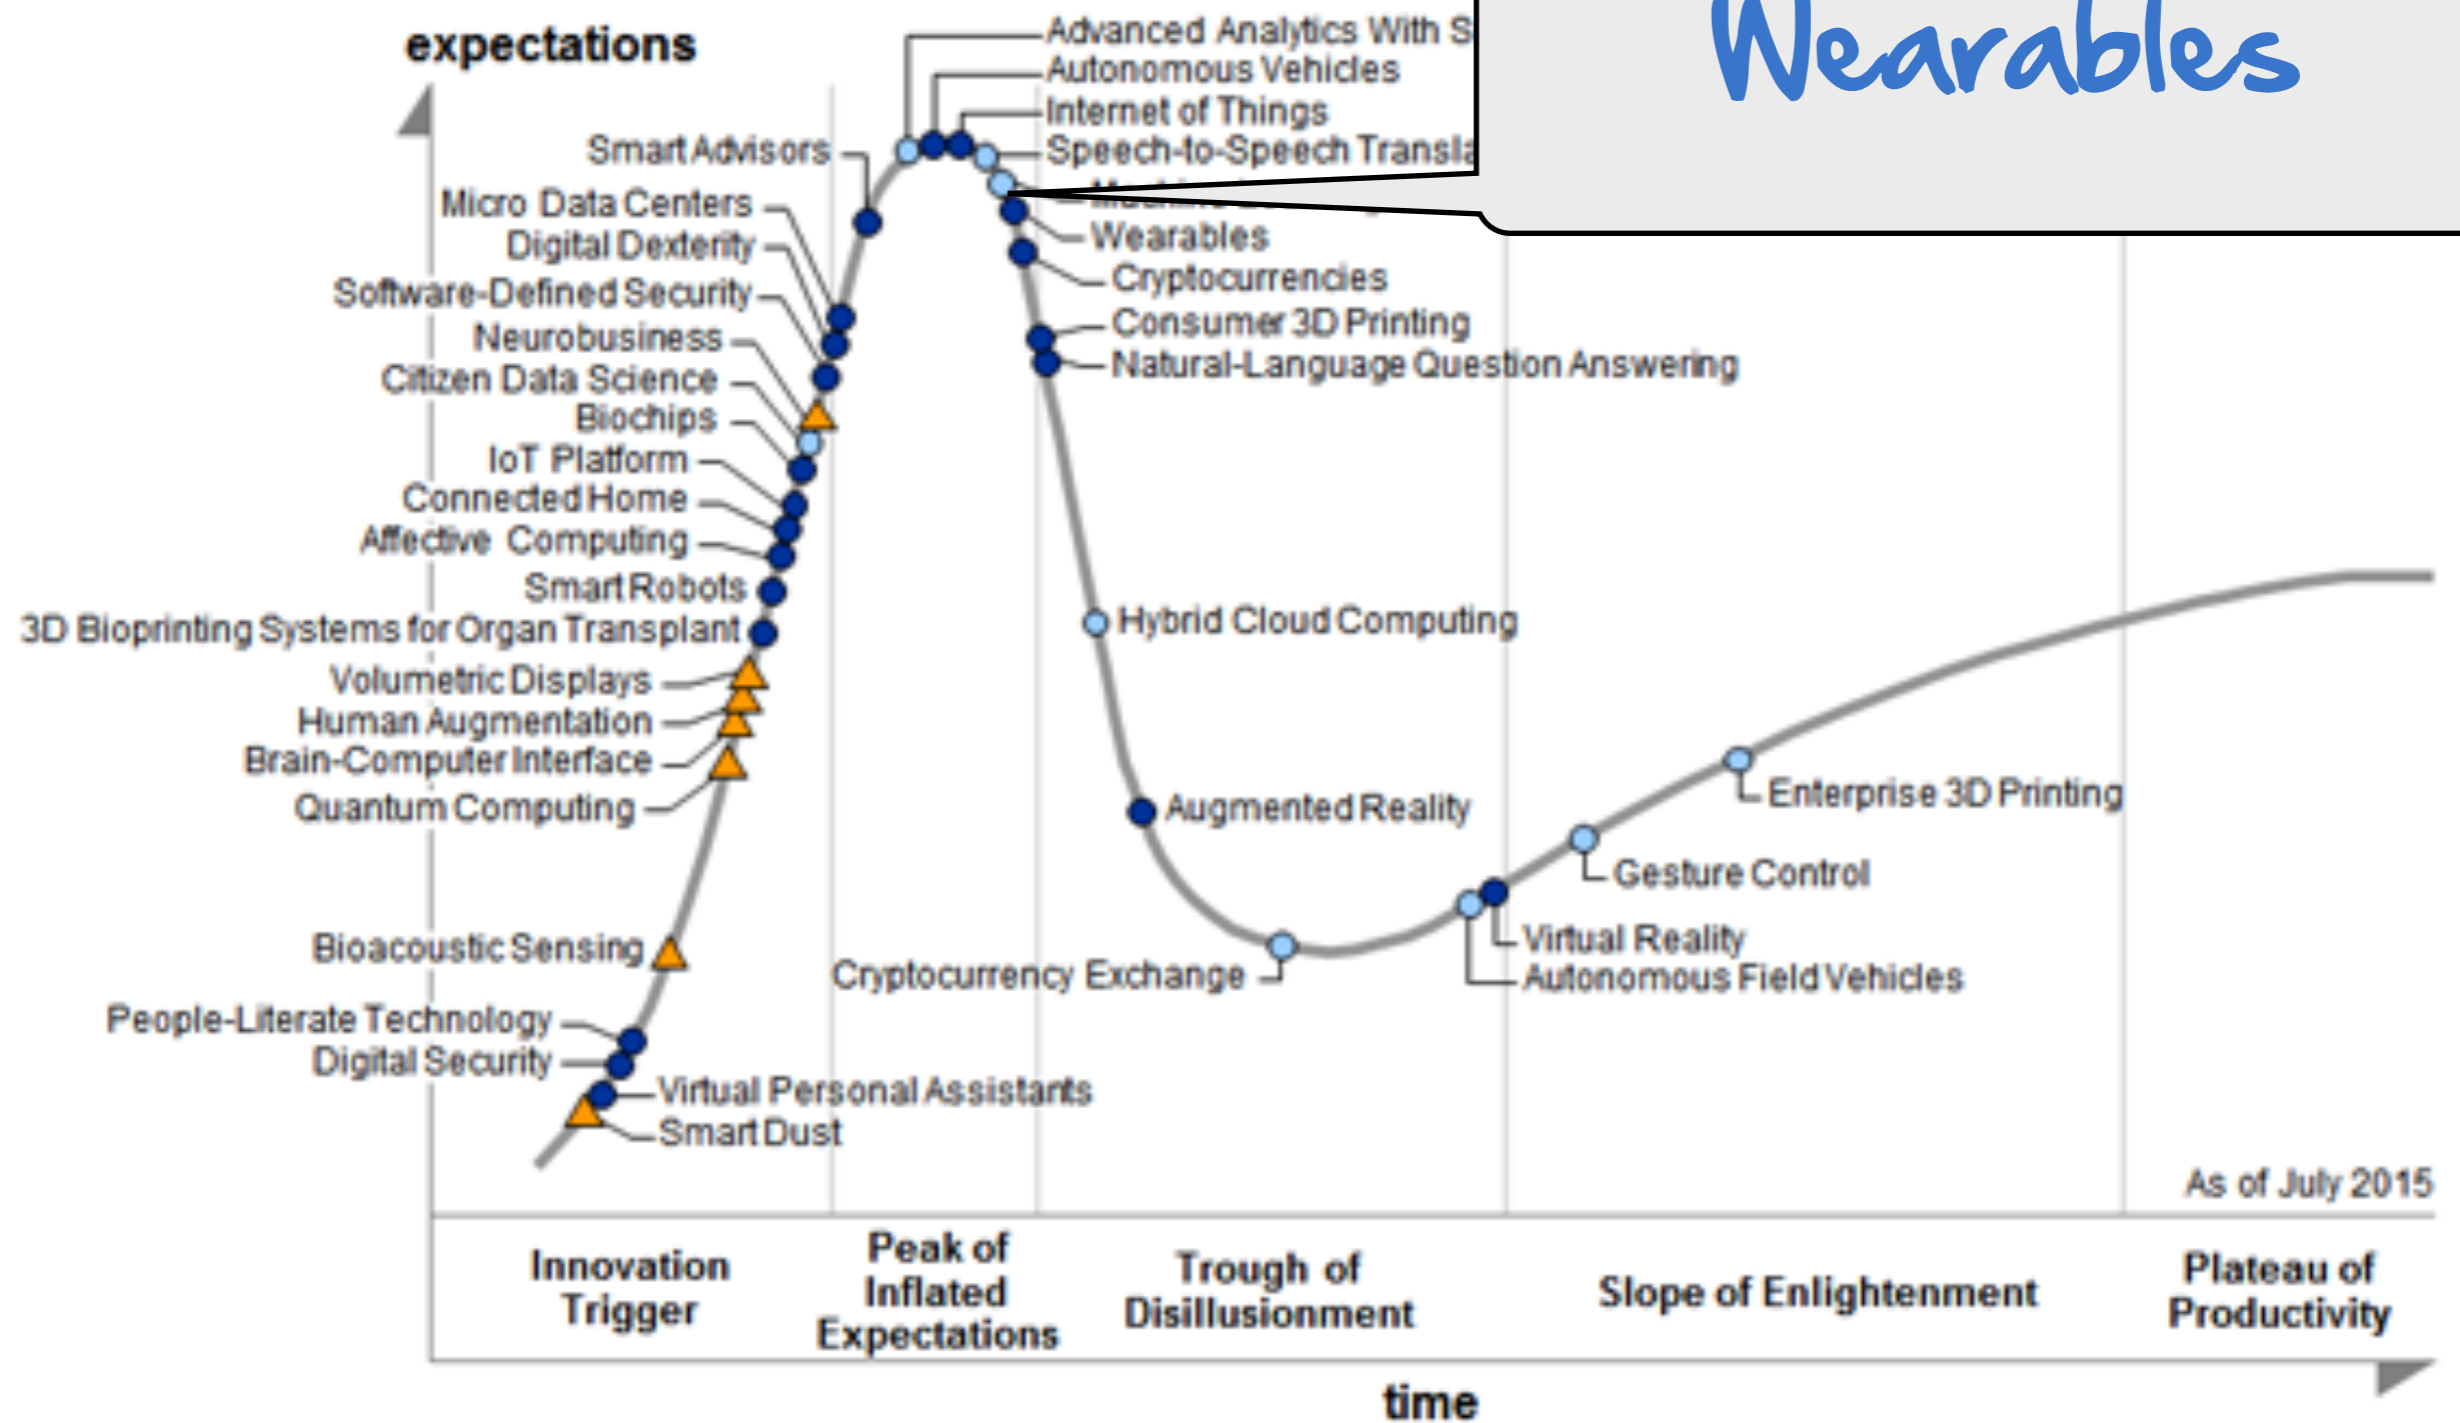 expectations
Wearables
Advanced Analytics With S
Autonomous Vehicles
Internet of Things
Speech-to-Speech Transla
Wearables
Cryptocurrencies
Consumer 3D Printing
Natural-Language Question Answering
Smart Advisors
Micro Data Centers
Digital Dexterity
Software-Defined Security
Neurobusiness
Citizen Data Science
Biochips
IoT Platform
Connected Home
Affective Computing
Smart Robots
3D Bioprinting Systems for Organ Transplant
Volumetric Displays
Human Augmentation
Brain-Computer Interface
Quantum Computing
Bioacoustic Sensing
People-Literate Technology
Digital Security
Virtual Personal Assistants
Smart Dust
Hybrid Cloud Computing
Augmented Reality
Cryptocurrency Exchange
Enterprise 3D Printing
Gesture Control
Virtual Reality
Autonomous Field Vehicles
As of July 2015
Innovation
Trigger
Peak of
Inflated
Expectations
Trough of
Disillusionment
Slope of Enlightenment
Plateau of
Productivity
time